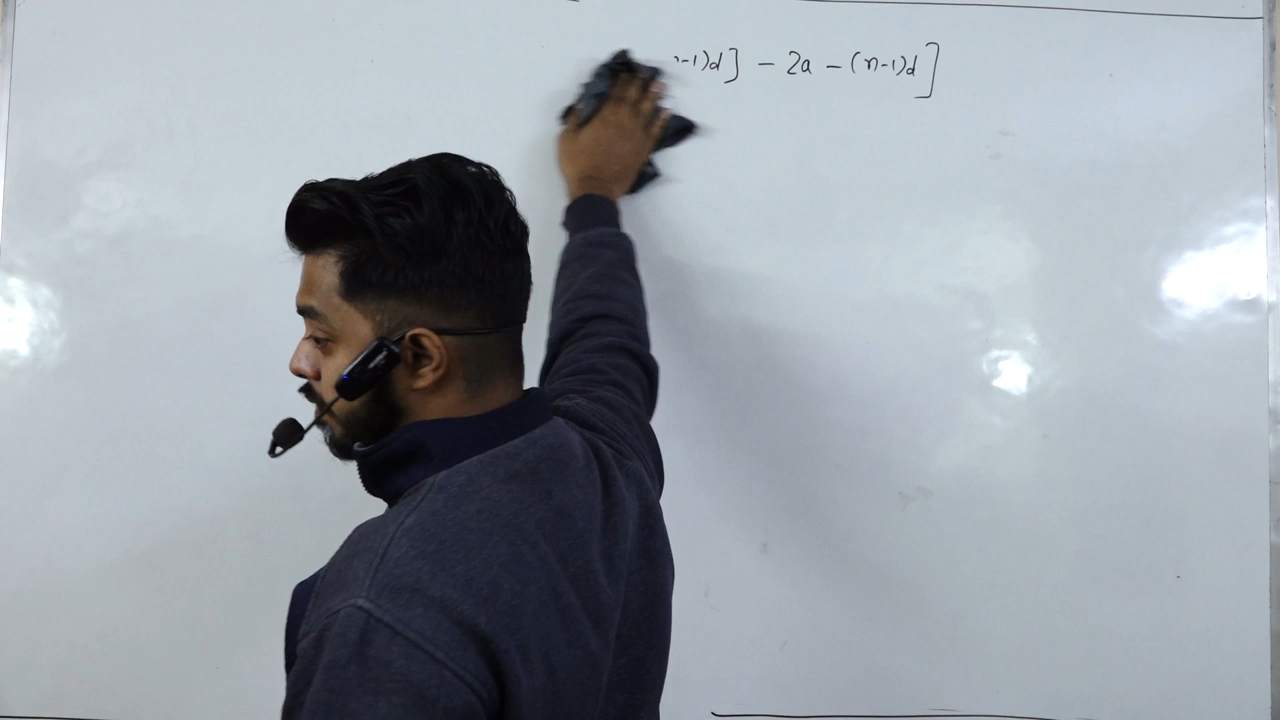 -1)d] - 2a - (n-1)d]